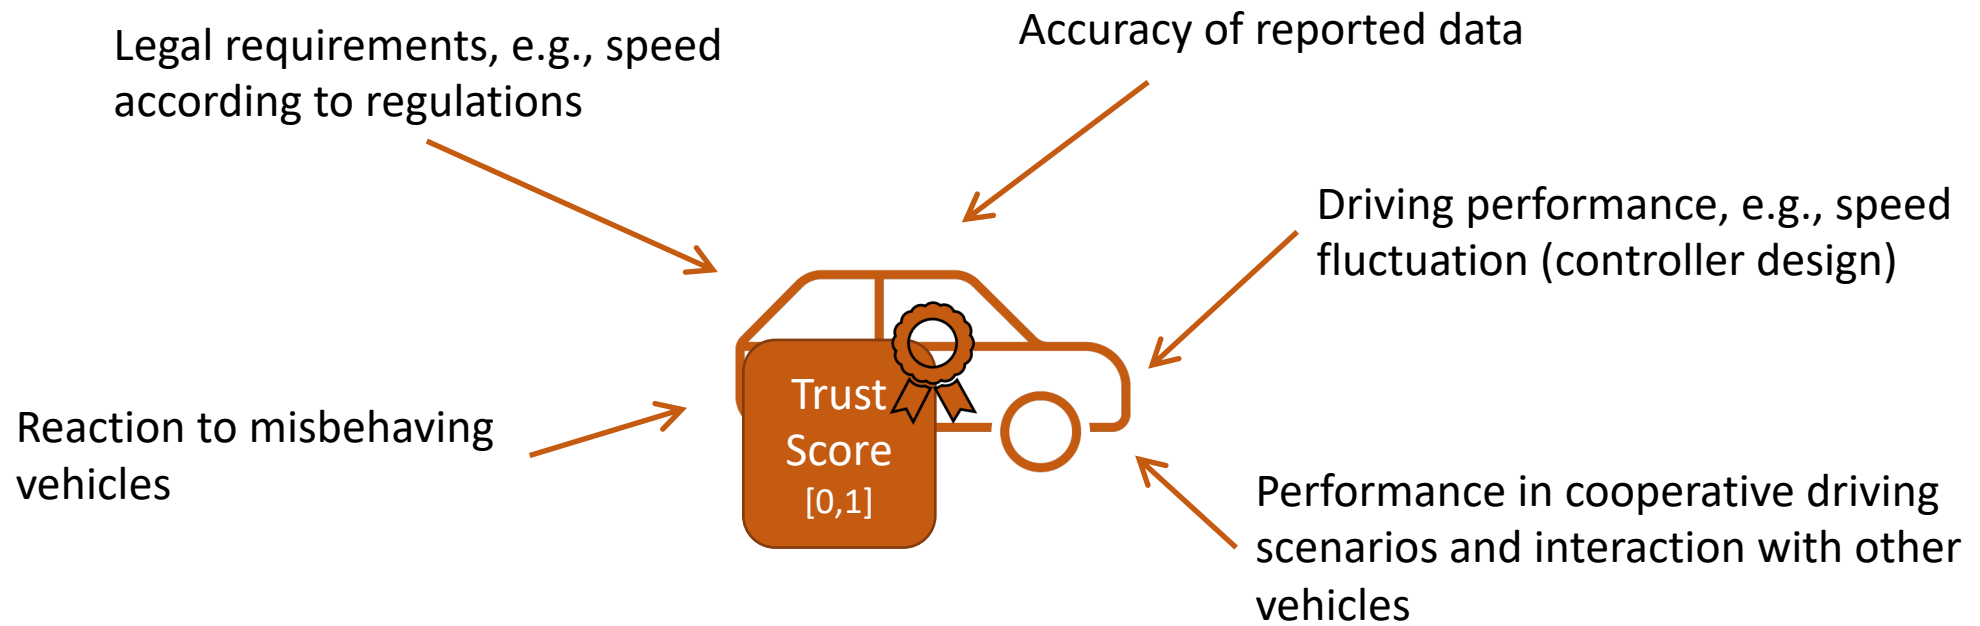 Legal requirements, e.g., speed
according to regulations
Accuracy of reported data
Driving performance, e.g., speed
fluctuation (controller design)
Trust
Score
[0,1]
Reaction to misbehaving
vehicles
Performance in cooperative driving
scenarios and interaction with other
vehicles